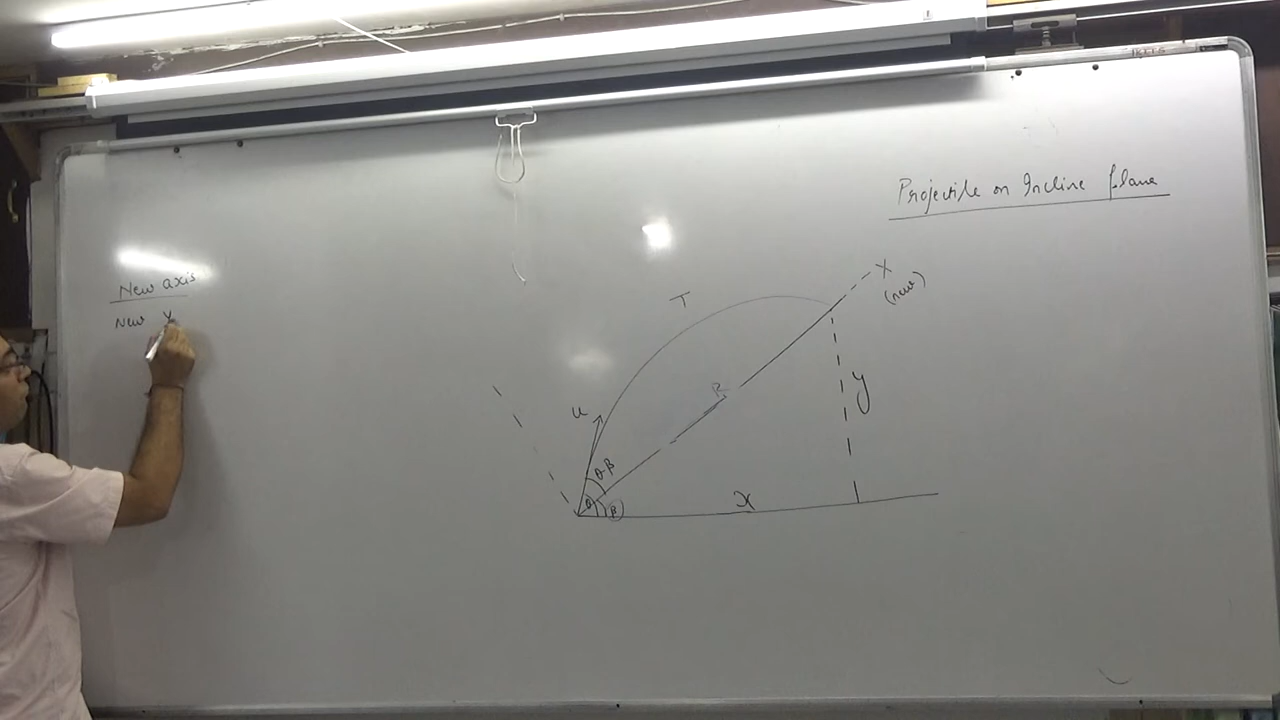 Projectile on Incline plane
New axis
New y
T
X
(new)
u
R
y
θ-β
θ
β
x